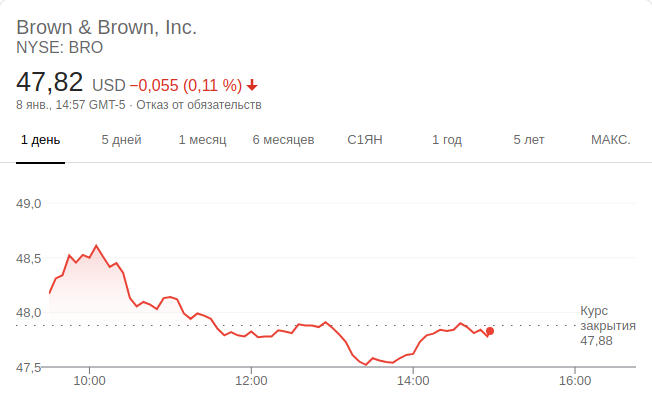 Brown & Brown, Inc.
NYSE: BRO
47,82 USD −0,055 (0,11 %)
8 янв., 14:57 GMT-5 · Отказ от обязательств
1 день 5 дней 1 месяц 6 месяцев С1ЯН 1 год 5 лет МАКС.
49,0
48,5
48,0
Курс
закрытия
47,88
47,5
10:00 12:00 14:00 16:00